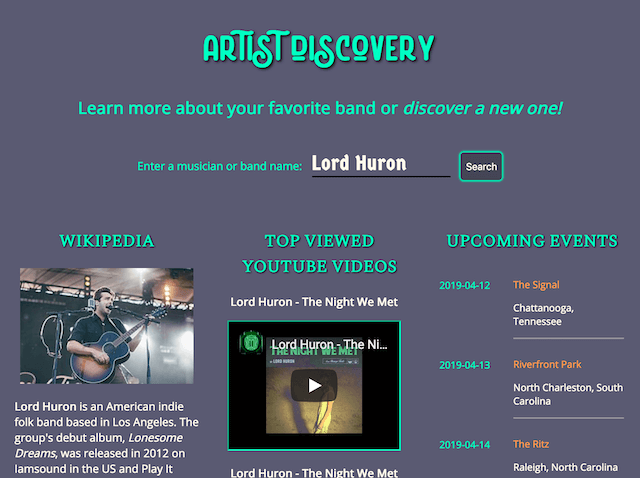 ARTIST DISCOVERY
Learn more about your favorite band or discover a new one!
Enter a musician or band name: Lord Huron Search
WIKIPEDIA
Lord Huron is an American indie
folk band based in Los Angeles. The
group's debut album, Lonesome
Dreams, was released in 2012 on
Iamsound in the US and Play It
TOP VIEWED
YOUTUBE VIDEOS
Lord Huron - The Night We Met
Lord Huron - The Ni...
THE NIGHT WE MET
Lord Huron - The Night We Met
UPCOMING EVENTS
2019-04-12 The Signal
Chattanooga,
Tennessee
2019-04-13 Riverfront Park
North Charleston, South
Carolina
2019-04-14 The Ritz
Raleigh, North Carolina